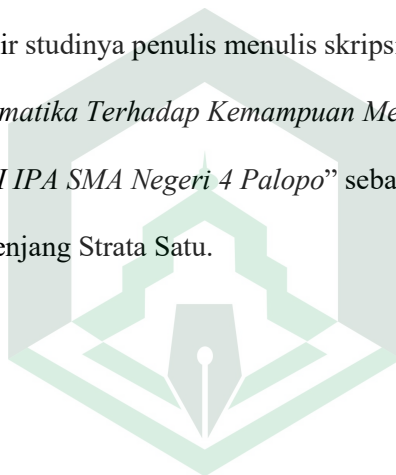 ir studinya penulis menulis skripsi
matika Terhadap Kemampuan Me
I IPA SMA Negeri 4 Palopo” seba
enjang Strata Satu.